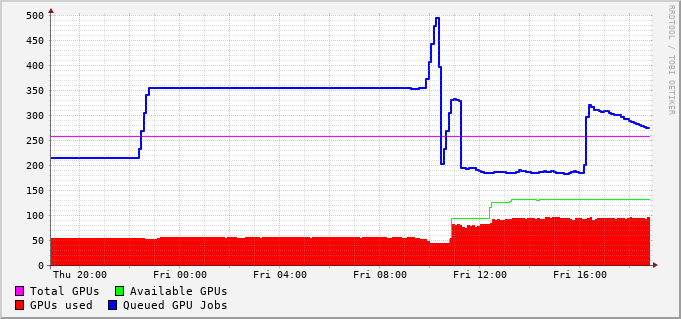 500
450
400
350
300
250
200
150
100
50
0
Thu 20:00 Fri 00:00 Fri 04:00 Fri 08:00 Fri 12:00 Fri 16:00
Total GPUs Available GPUs
GPUs used Queued GPU Jobs
RRDTOOL / TOBI OETIKER